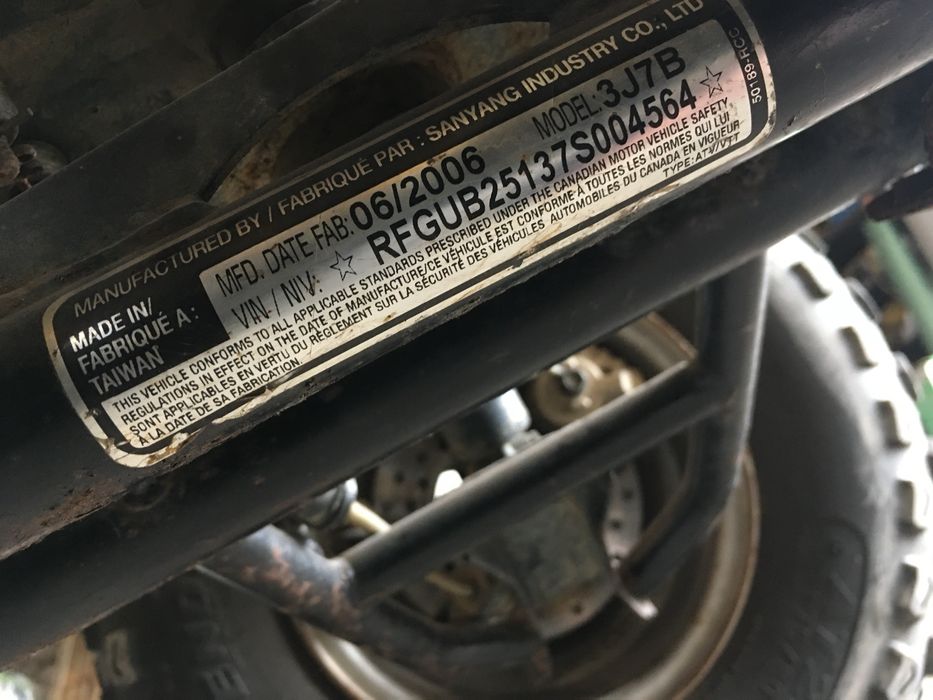 MANUFACTURED BY / FABRIQUÉ PAR : SANYANG INDUSTRY CO., LTD
MADE IN/
FABRIQUE A :
TAIWAN
MFD. DATE FAB: 06/2006 MODEL: 3J7B
VIN / NIV: ☆ RFGUB25137S004564 ☆
THIS VEHICLE CONFORMS TO ALL APPLICABLE STANDARDS PRESCRIBED UNDER THE CANADIAN MOTOR VEHICLE SAFETY
REGULATIONS IN EFFECT ON THE DATE OF MANUFACTURE/CE VÉHICULE EST CONFORME À TOUTES LES NORMES QUI LUI
SONT APPLICABLES EN VERTU DU RÈGLEMENT SUR LA SÉCURITÉ DES VÉHICULES AUTOMOBILES DU CANADA EN VIGUEUR
À LA DATE DE SA FABRICATION. TYPE: ATV/VTT
50189-RCC